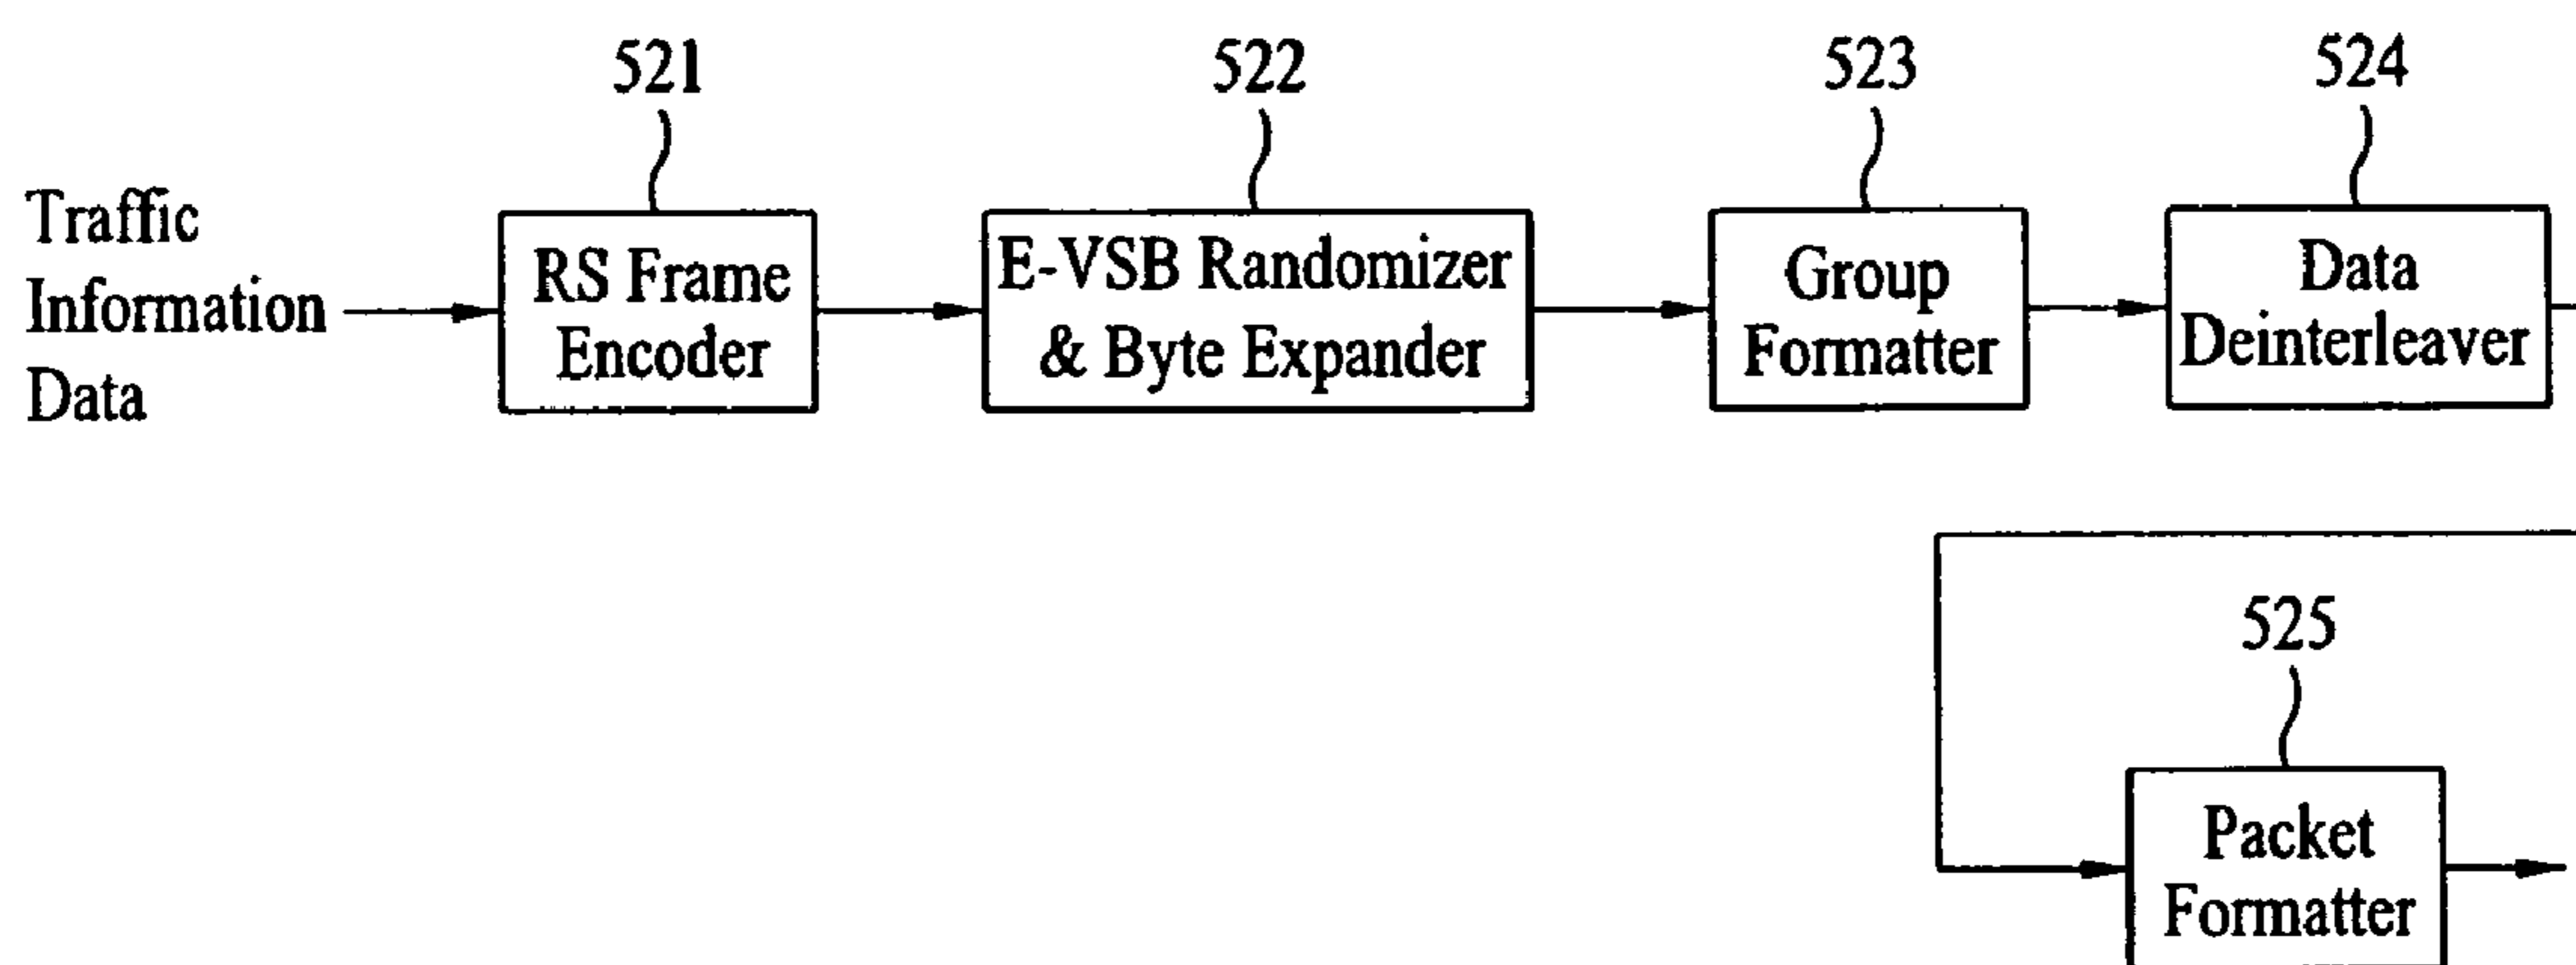 521
522
523
524
Traffic
Information
Data
RS Frame
Encoder
E-VSB Randomizer
& Byte Expander
Group
Formatter
Data
Deinterleaver
525
Packet
Formatter